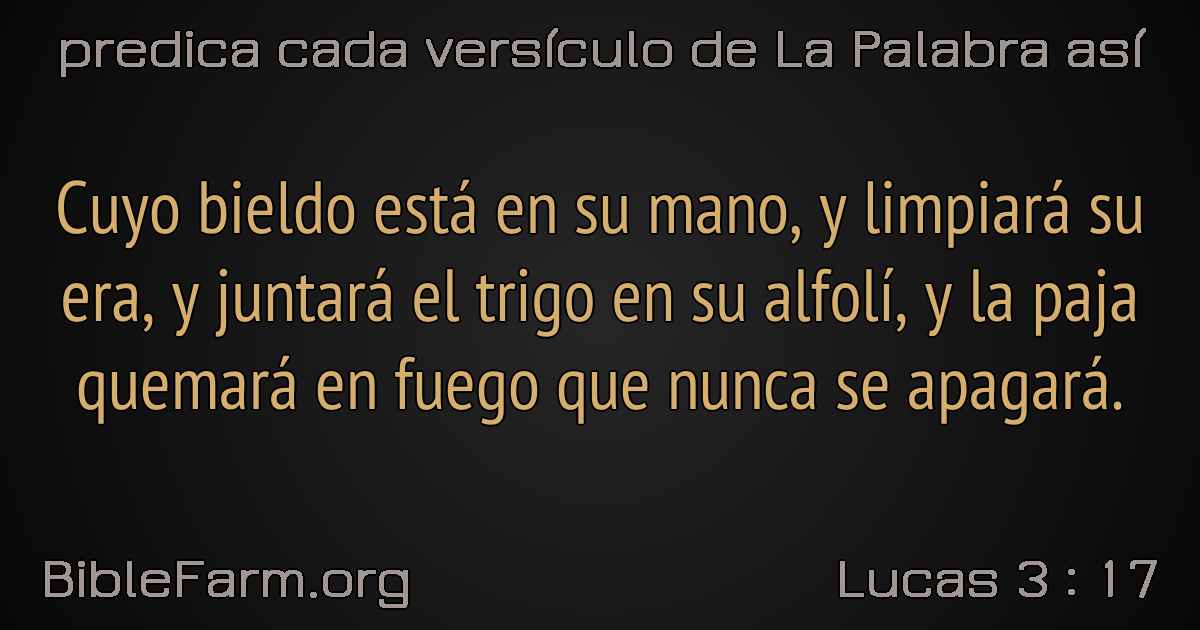 predica cada versículo de La Palabra así
Cuyo bieldo está en su mano, y limpiará su
era, y juntará el trigo en su alfolí, y la paja
quemará en fuego que nunca se apagará.
BibleFarm.org
Lucas 3 : 17